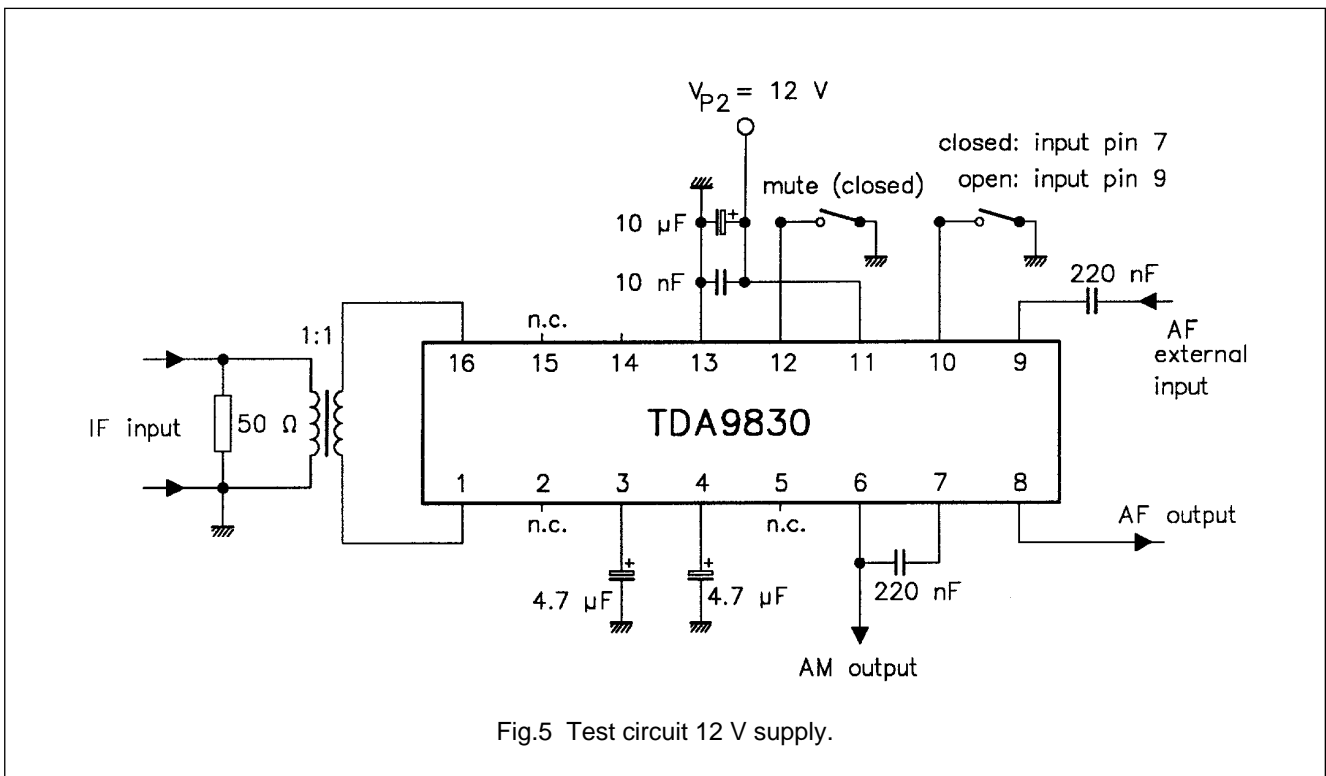 V_P2 = 12 V
closed: input pin 7
mute (closed)
open: input pin 9
10 µF
+
10 nF
220 nF
n.c.
1:1
AF
external
input
16 15 14 13 12 11 10 9
IF input
50 Ω
TDA9830
1 2 3 4 5 6 7 8
n.c.
n.c.
AF output
+
+
4.7 µF
4.7 µF
220 nF
AM output
Fig.5 Test circuit 12 V supply.